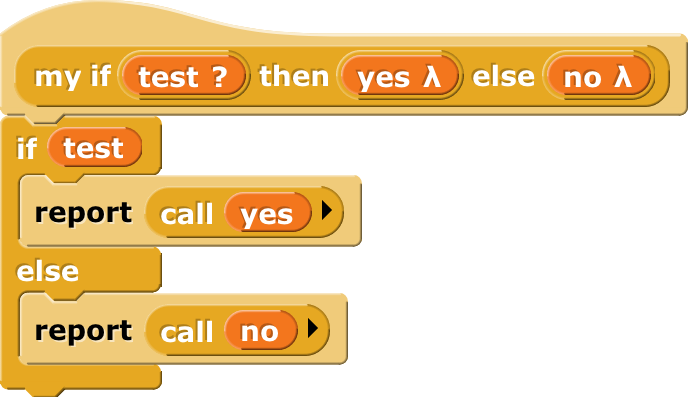 my if test ? then yes λ else no λ
if test
report call yes
else
report call no